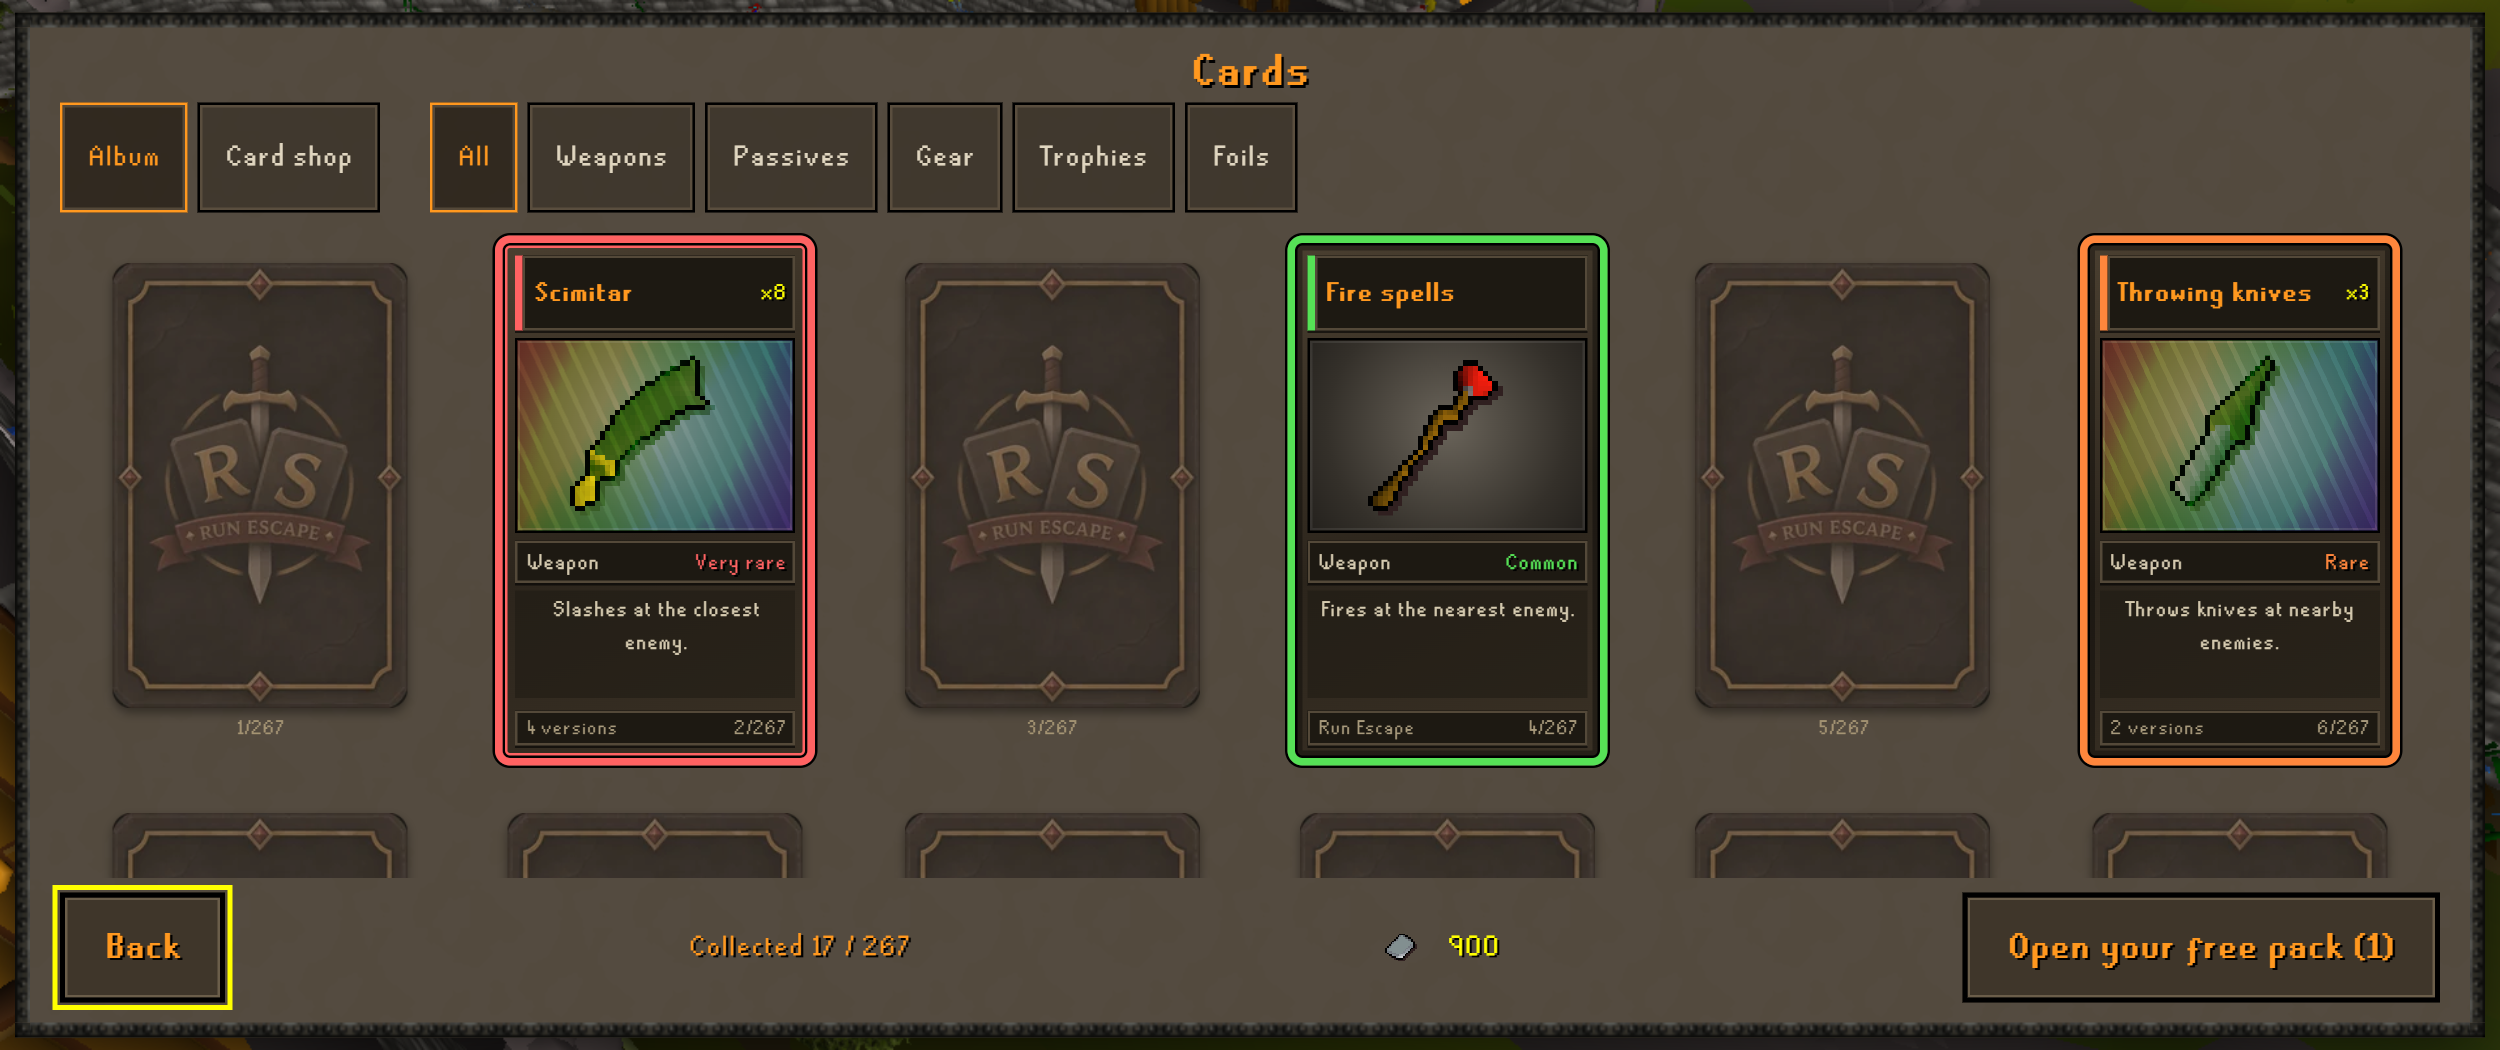 Cards
Album
Card shop
All
Weapons
Passives
Gear
Trophies
Foils
R S
RUN ESCAPE
1/267
Scimitar x8
Weapon Very rare
Slashes at the closest
enemy.
4 versions 2/267
R S
RUN ESCAPE
3/267
Fire spells
Weapon Common
Fires at the nearest enemy.
Run Escape 4/267
R S
RUN ESCAPE
5/267
Throwing knives x3
Weapon Rare
Throws knives at nearby
enemies.
2 versions 6/267
Back
Collected 17 / 267
900
Open your free pack (1)